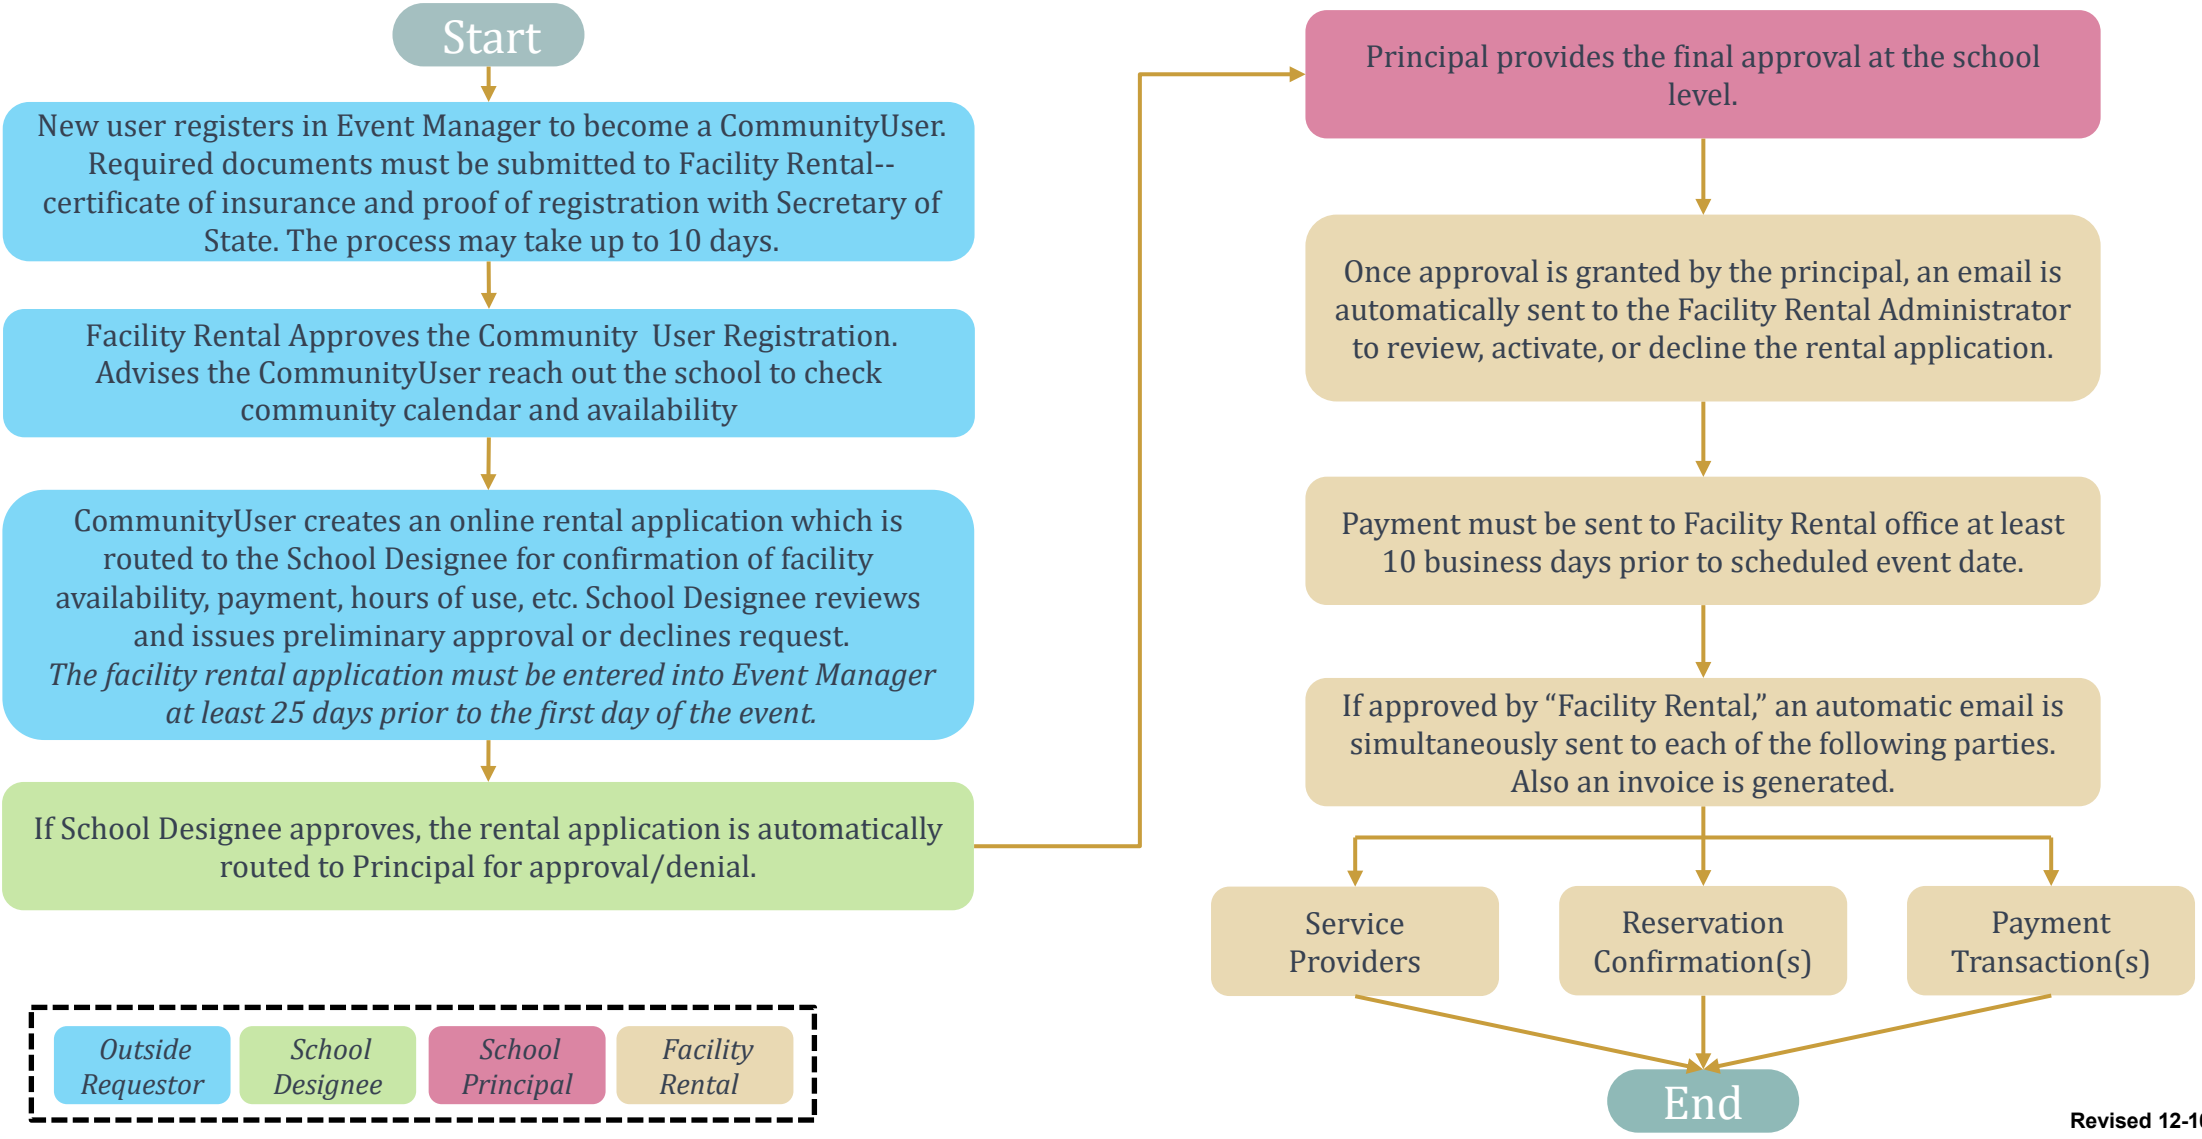 Start
New user registers in Event Manager to become a CommunityUser.
Required documents must be submitted to Facility Rental--
certificate of insurance and proof of registration with Secretary of
State. The process may take up to 10 days.
Facility Rental Approves the Community  User Registration.
Advises the CommunityUser reach out the school to check
community calendar and availability
CommunityUser creates an online rental application which is
routed to the School Designee for confirmation of facility
availability, payment, hours of use, etc. School Designee reviews
and issues preliminary approval or declines request.
The facility rental application must be entered into Event Manager
at least 25 days prior to the first day of the event.
If School Designee approves, the rental application is automatically
routed to Principal for approval/denial.
Principal provides the final approval at the school
level.
Once approval is granted by the principal, an email is
automatically sent to the Facility Rental Administrator
to review, activate, or decline the rental application.
Payment must be sent to Facility Rental office at least
10 business days prior to scheduled event date.
If approved by “Facility Rental,” an automatic email is
simultaneously sent to each of the following parties.
Also an invoice is generated.
Service
Providers
Reservation
Confirmation(s)
Payment
Transaction(s)
End
Outside
Requestor
School
Designee
School
Principal
Facility
Rental
Revised